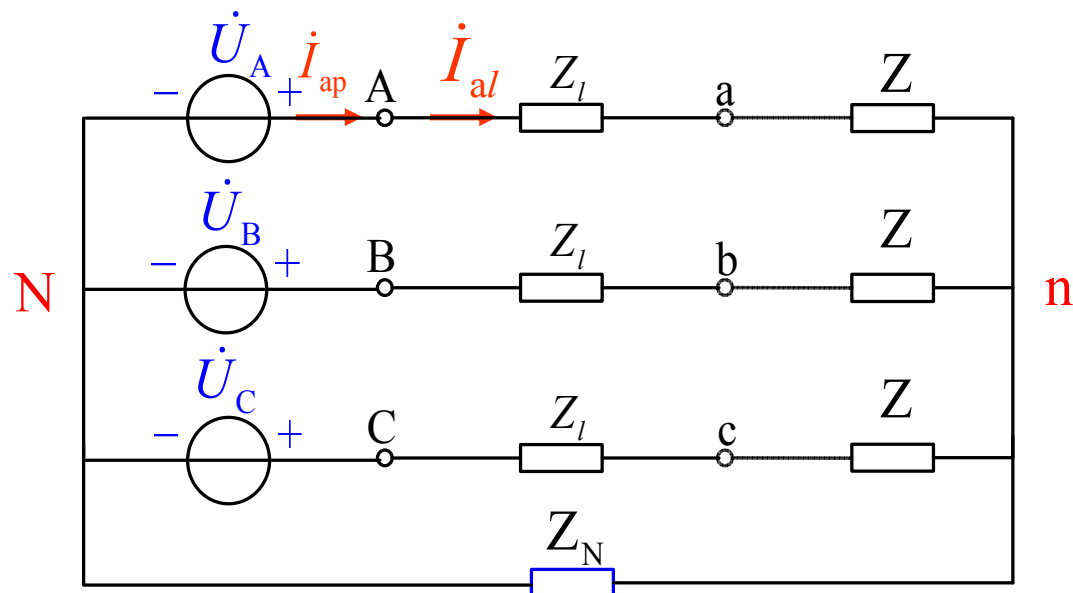 U̇A İap A İal Zl a Z
− +
U̇B B Zl b Z
− +
N n
U̇C C Zl c Z
− +
ZN